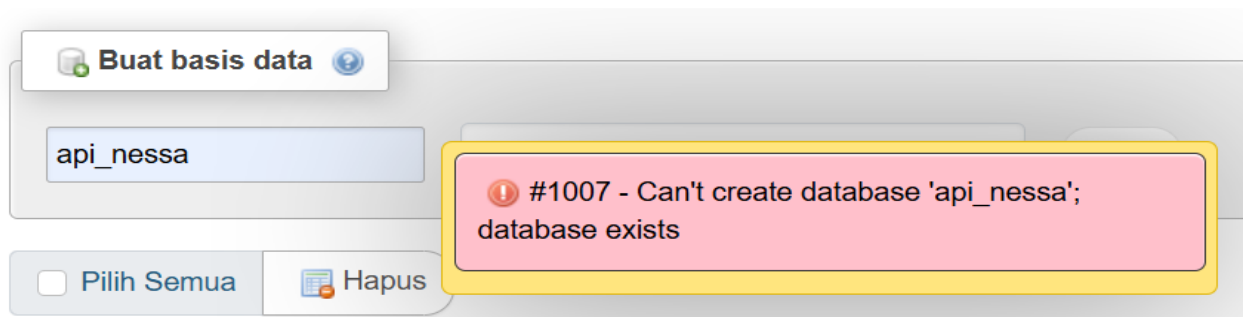 Buat basis data
api_nessa
#1007 - Can't create database 'api_nessa';
database exists
Pilih Semua
Hapus